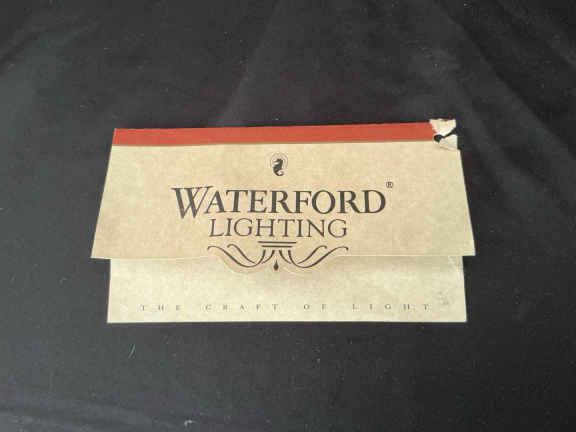 WATERFORD®
LIGHTING
THE CRAFT OF LIGHT